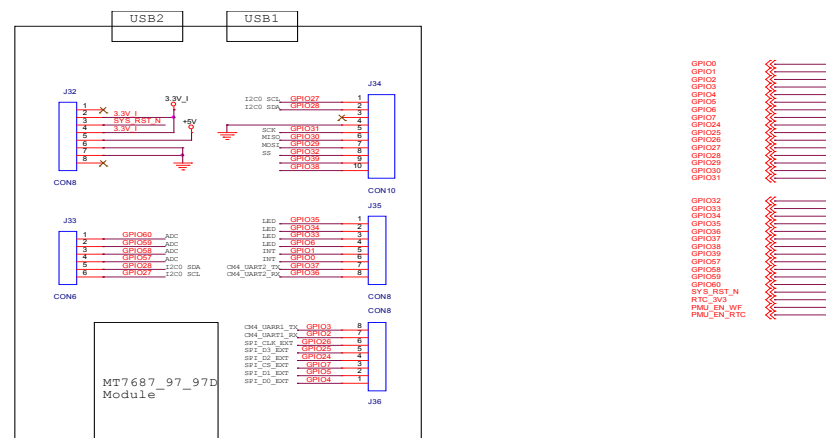 USB2
USB1
J32
1
2 3.3V_I
3 SYS_RST_N
4 3.3V_I
5
6
7
8
CON8
3.3V_I
+5V
J34
I2C0 SCL GPIO27 1
I2C0 SDA GPIO28 2
3
4
SCK GPIO31 5
MISO GPIO30 6
MOSI GPIO29 7
SS GPIO32 8
GPIO39 9
GPIO38 10
CON10
J33
1 GPIO60 ADC
2 GPIO59 ADC
3 GPIO58 ADC
4 GPIO57 ADC
5 GPIO28 I2C0 SDA
6 GPIO27 I2C0 SCL
CON6
J35
LED GPIO35 1
LED GPIO34 2
LED GPIO33 3
LED GPIO6 4
INT GPIO1 5
INT GPIO0 6
CM4_UART2_TX GPIO37 7
CM4_UART2_RX GPIO36 8
CON8
CON8
CM4_UARR1_TX GPIO3 8
CM4_UART1_RX GPIO2 7
SPI_CLK_EXT GPIO26 6
SPI_D3_EXT GPIO25 5
SPI_D2_EXT GPIO24 4
SPI_CS_EXT GPIO7 3
SPI_D1_EXT GPIO5 2
SPI_D0_EXT GPIO4 1
J36
MT7687_97_97D
Module
GPIO0
GPIO1
GPIO2
GPIO3
GPIO4
GPIO5
GPIO6
GPIO7
GPIO24
GPIO25
GPIO26
GPIO27
GPIO28
GPIO29
GPIO30
GPIO31
GPIO32
GPIO33
GPIO34
GPIO35
GPIO36
GPIO37
GPIO38
GPIO39
GPIO57
GPIO58
GPIO59
GPIO60
SYS_RST_N
RTC_3V3
PMU_EN_WF
PMU_EN_RTC